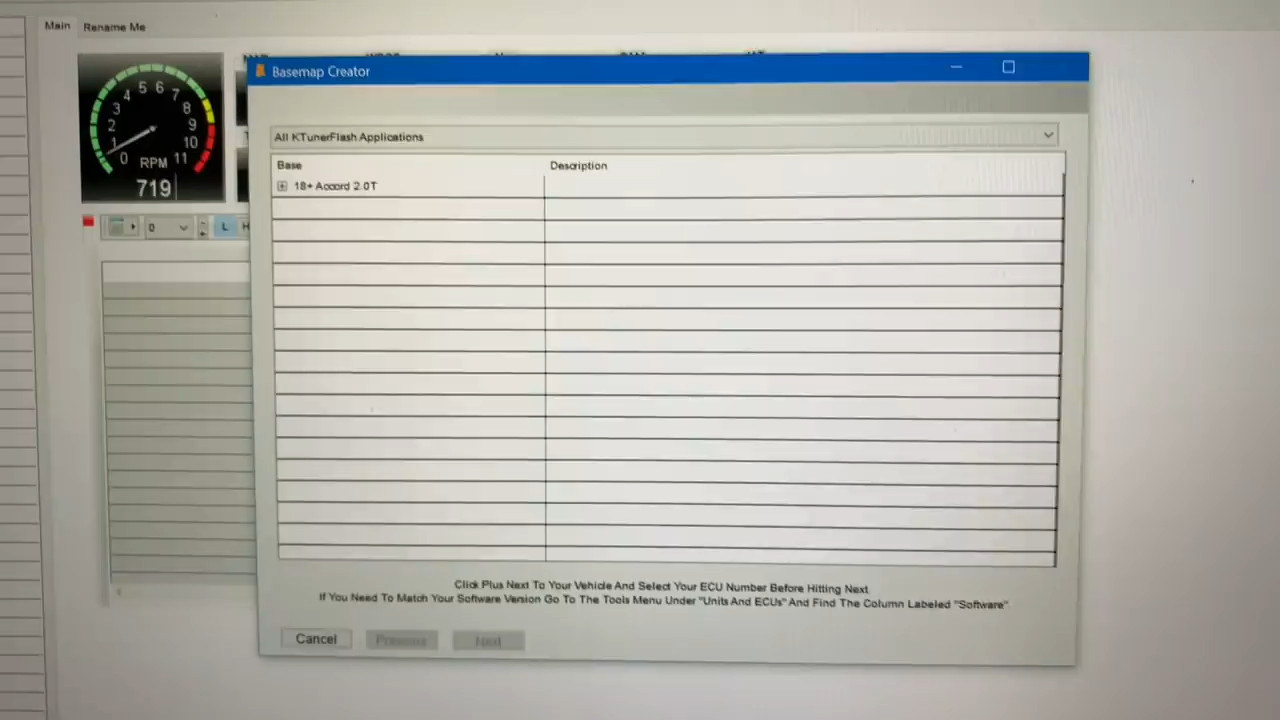 Main Rename Me
Basemap Creator
All KTunerFlash Applications
Base Description
18+ Accord 2.0T
0 1 2 3 4 5 6 7 8 9 10 11
RPM
719
0 L H
Click Plus Next To Your Vehicle And Select Your ECU Number Before Hitting Next
If You Need To Match Your Software Version Go To The Tools Menu Under "Units And ECUs" And Find The Column Labeled "Software"
Cancel Previous Next